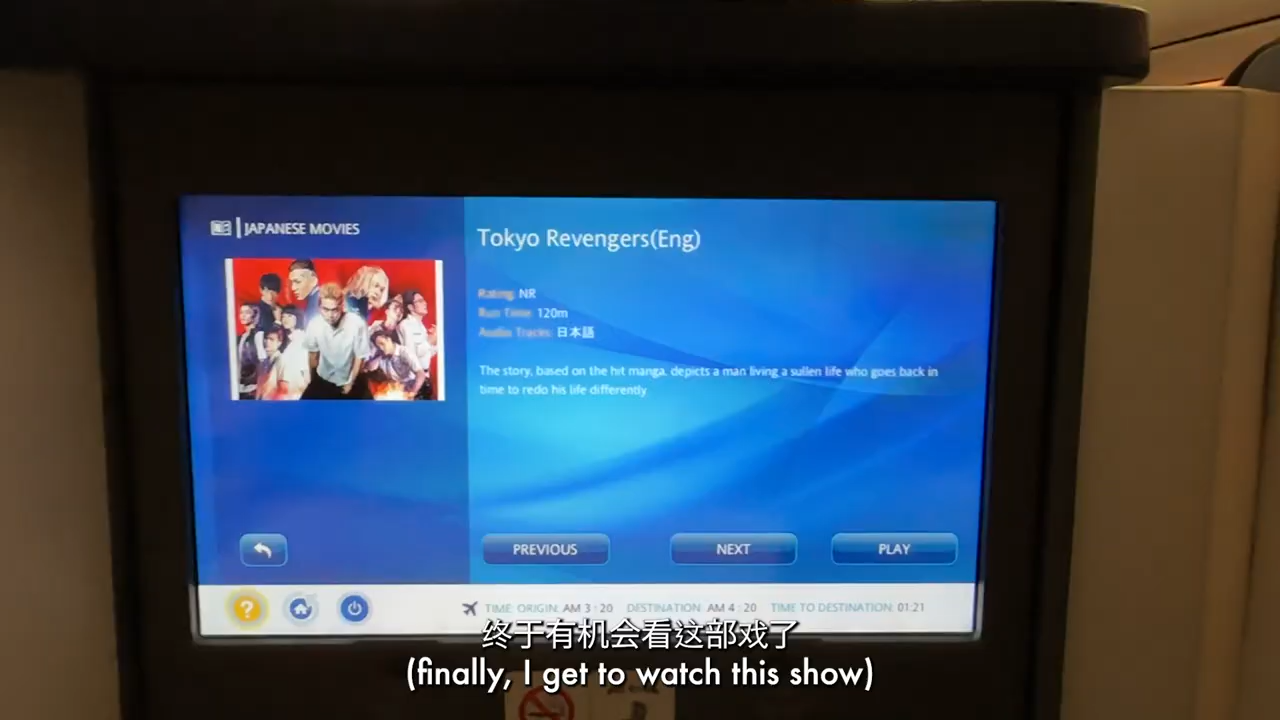 JAPANESE MOVIES
Tokyo Revengers(Eng)
Rating: NR
Run Time: 120m
Audio Tracks: 日本語
The story, based on the hit manga, depicts a man living a sullen life who goes back in
time to redo his life differently
PREVIOUS
NEXT
PLAY
?
TIME: ORIGIN: AM 3 : 20 DESTINATION: AM 4 : 20 TIME TO DESTINATION: 01:21
终于有机会看这部戏了
(finally, I get to watch this show)